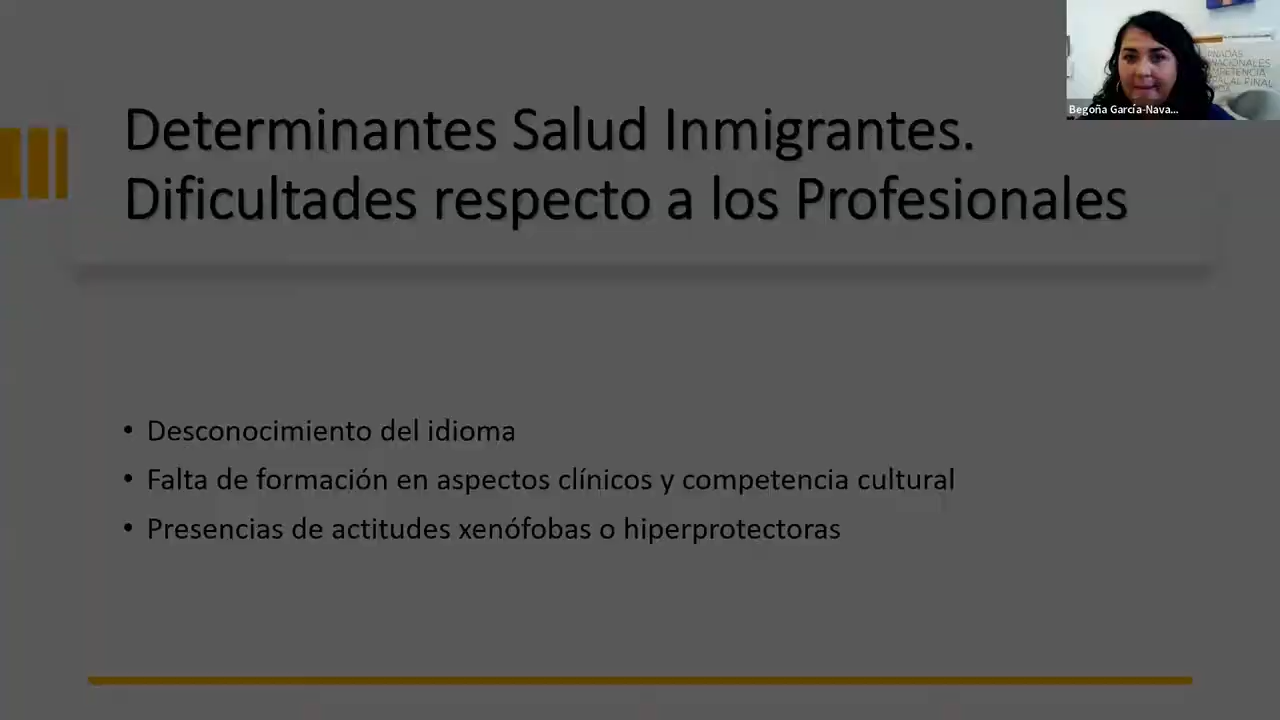 Determinantes Salud Inmigrantes.
Dificultades respecto a los Profesionales
• Desconocimiento del idioma
• Falta de formación en aspectos clínicos y competencia cultural
• Presencias de actitudes xenófobas o hiperprotectoras
Begoña García-Nava...
FINAL